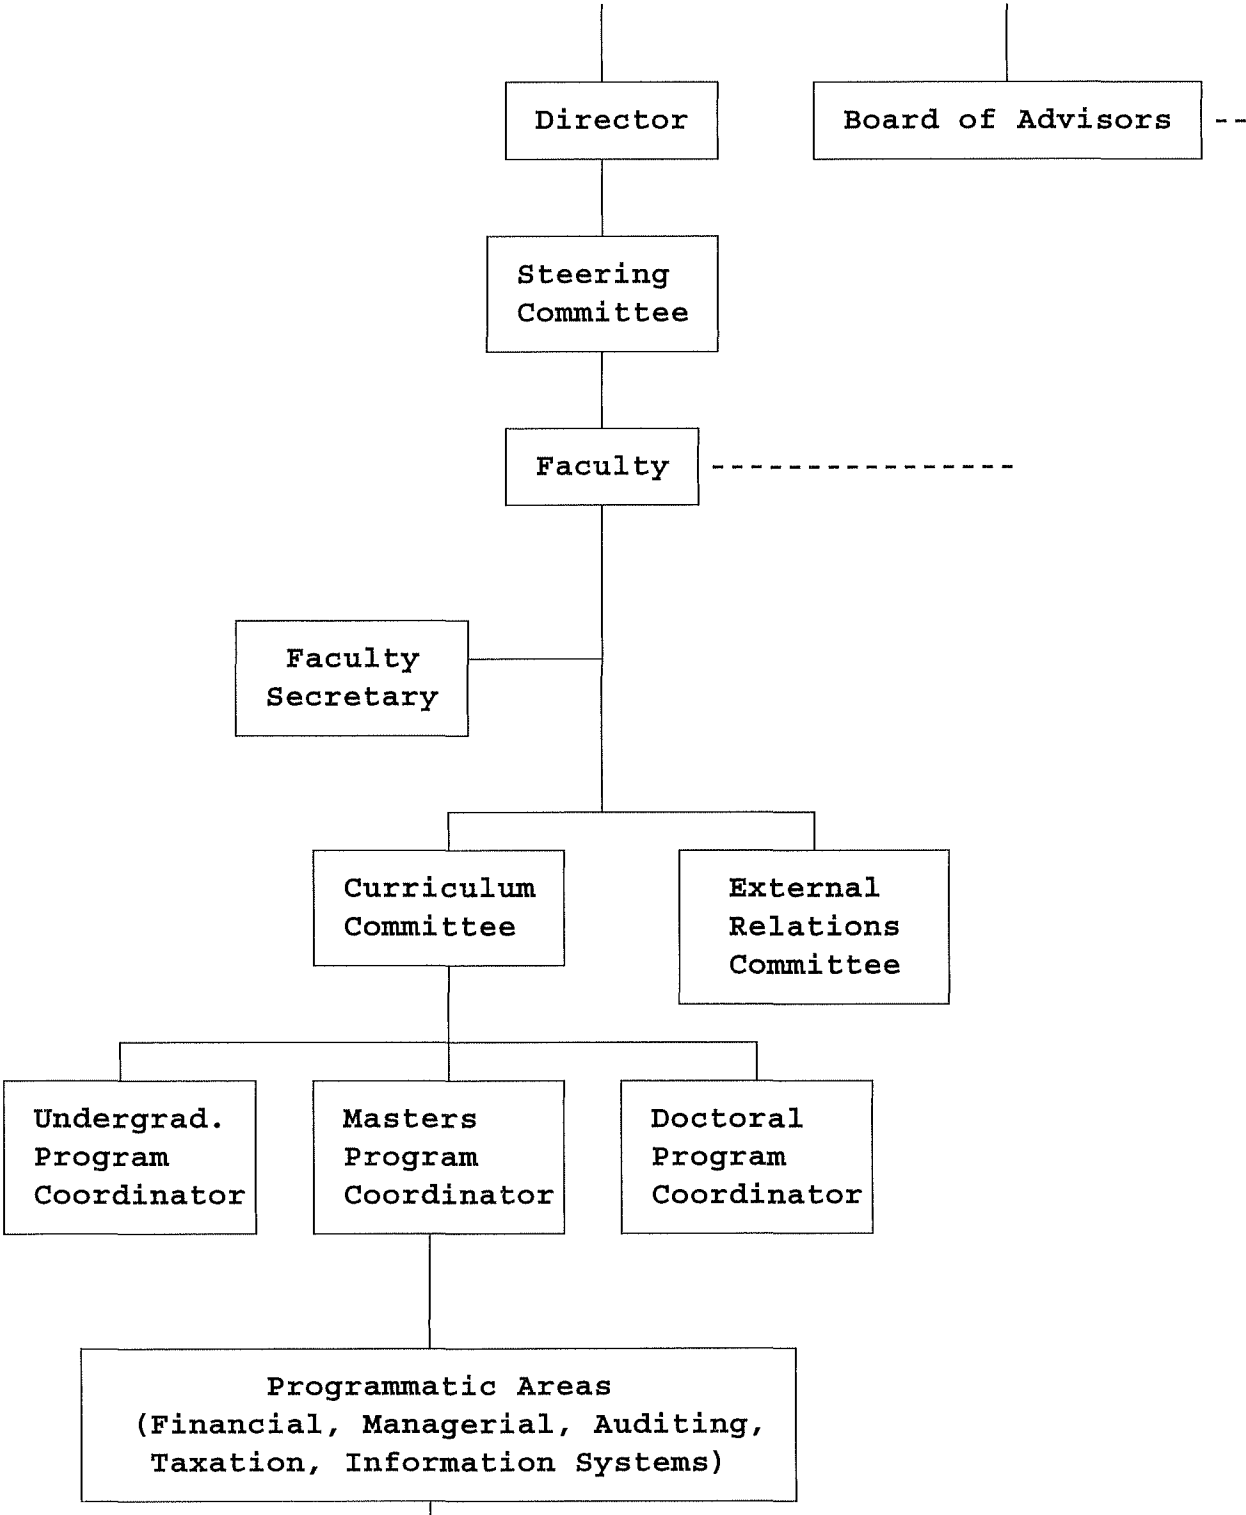 Director
Board of Advisors
Steering
Committee
Faculty
Faculty
Secretary
Curriculum
Committee
External
Relations
Committee
Undergrad.
Program
Coordinator
Masters
Program
Coordinator
Doctoral
Program
Coordinator
Programmatic Areas
(Financial, Managerial, Auditing,
Taxation, Information Systems)